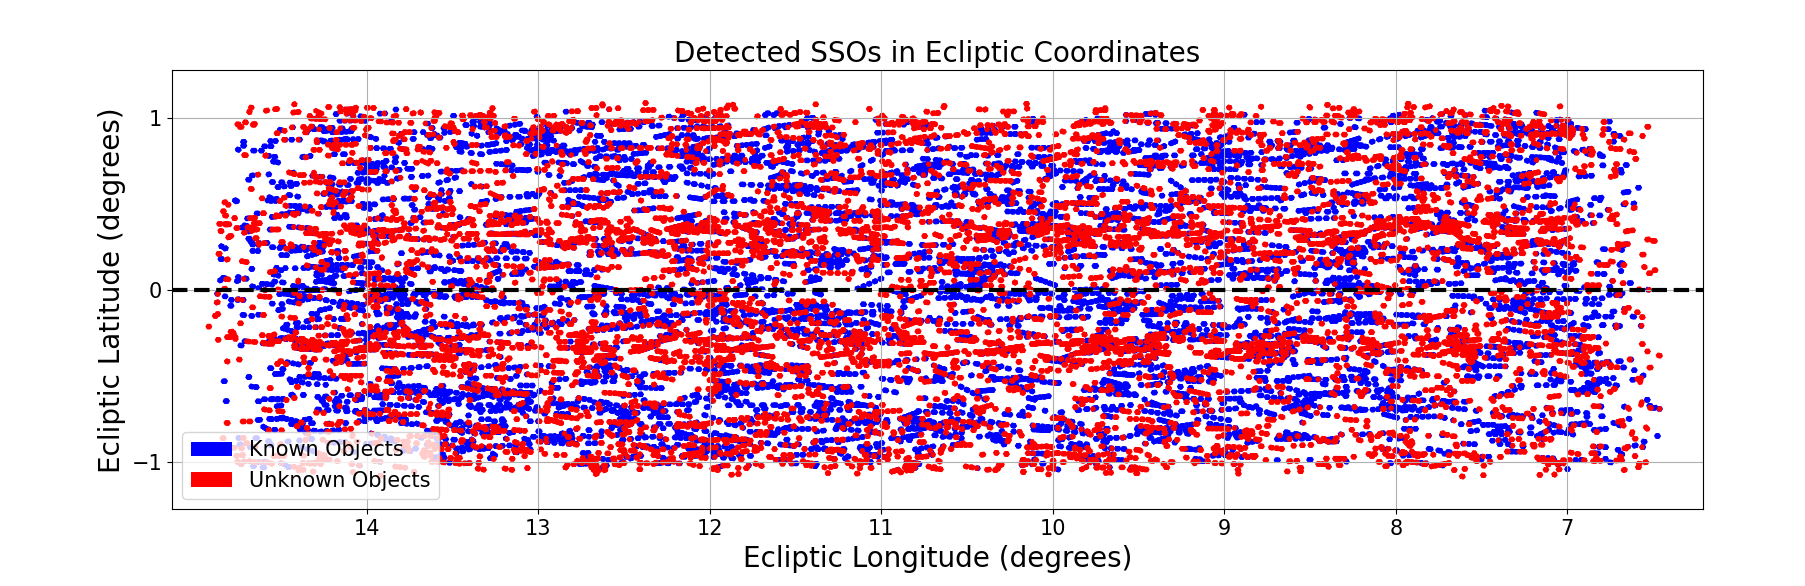 Detected SSOs in Ecliptic Coordinates
Ecliptic Latitude (degrees)
1
0
−1
Known Objects
Unknown Objects
14 13 12 11 10 9 8 7
Ecliptic Longitude (degrees)